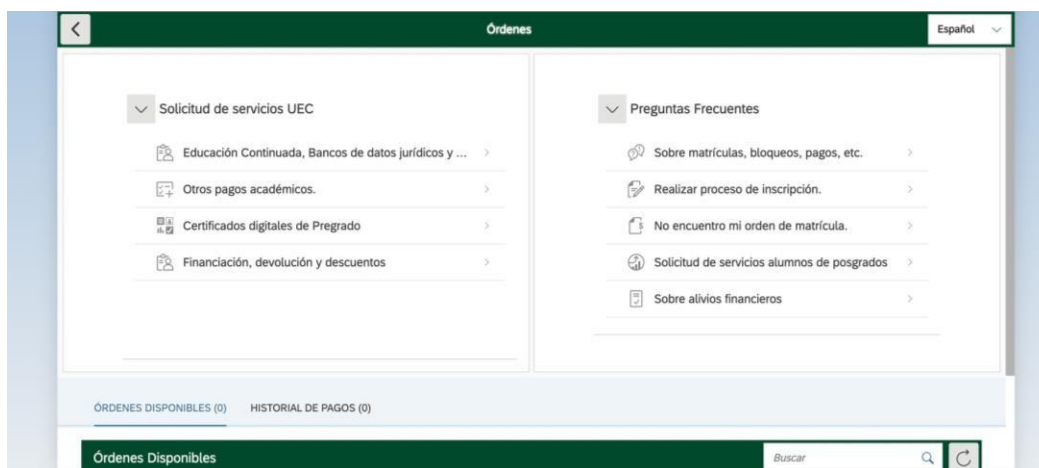 Órdenes
Español
Solicitud de servicios UEC
Educación Continuada, Bancos de datos jurídicos y ...
Otros pagos académicos.
Certificados digitales de Pregrado
Financiación, devolución y descuentos
Preguntas Frecuentes
Sobre matrículas, bloqueos, pagos, etc.
Realizar proceso de inscripción.
No encuentro mi orden de matrícula.
Solicitud de servicios alumnos de posgrados
Sobre alivios financieros
ÓRDENES DISPONIBLES (0) HISTORIAL DE PAGOS (0)
Órdenes Disponibles
Buscar